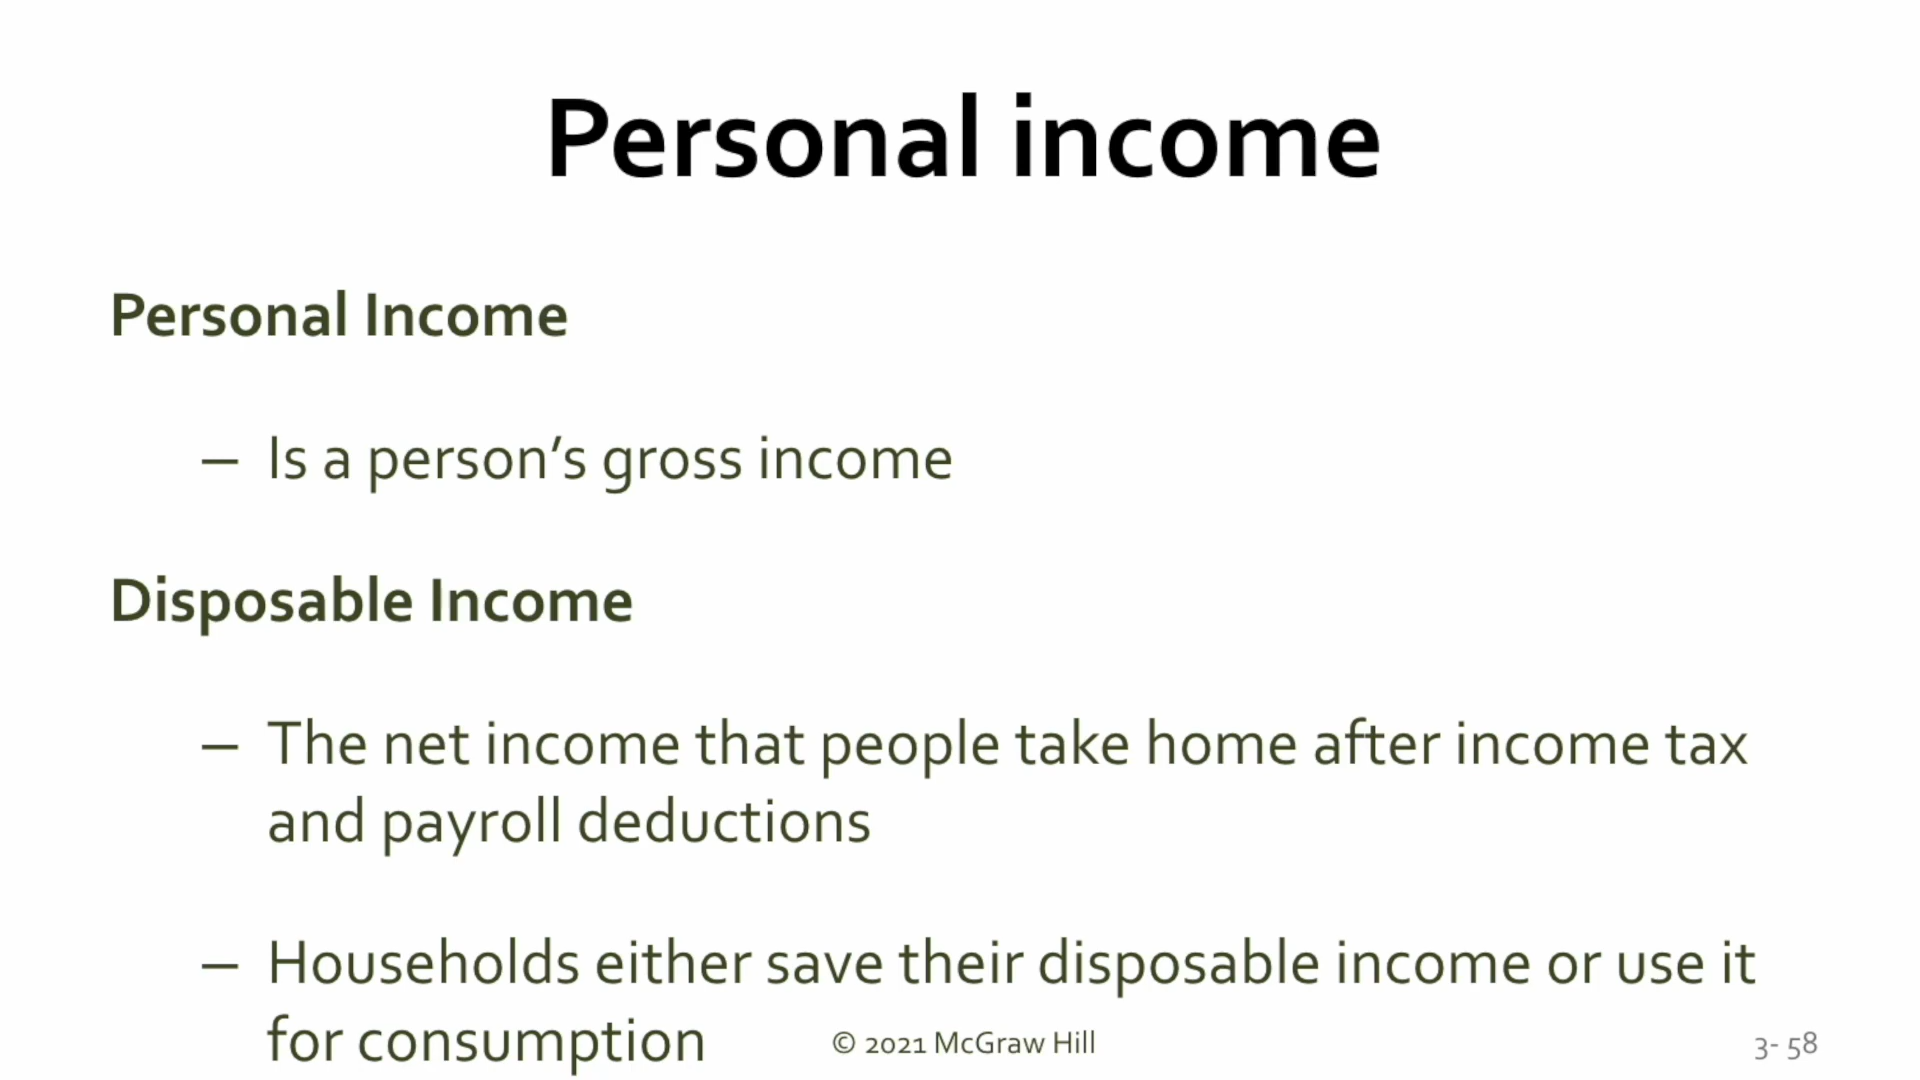 Personal income
Personal Income
– Is a person’s gross income
Disposable Income
– The net income that people take home after income tax
and payroll deductions
– Households either save their disposable income or use it
for consumption
© 2021 McGraw Hill
3- 58